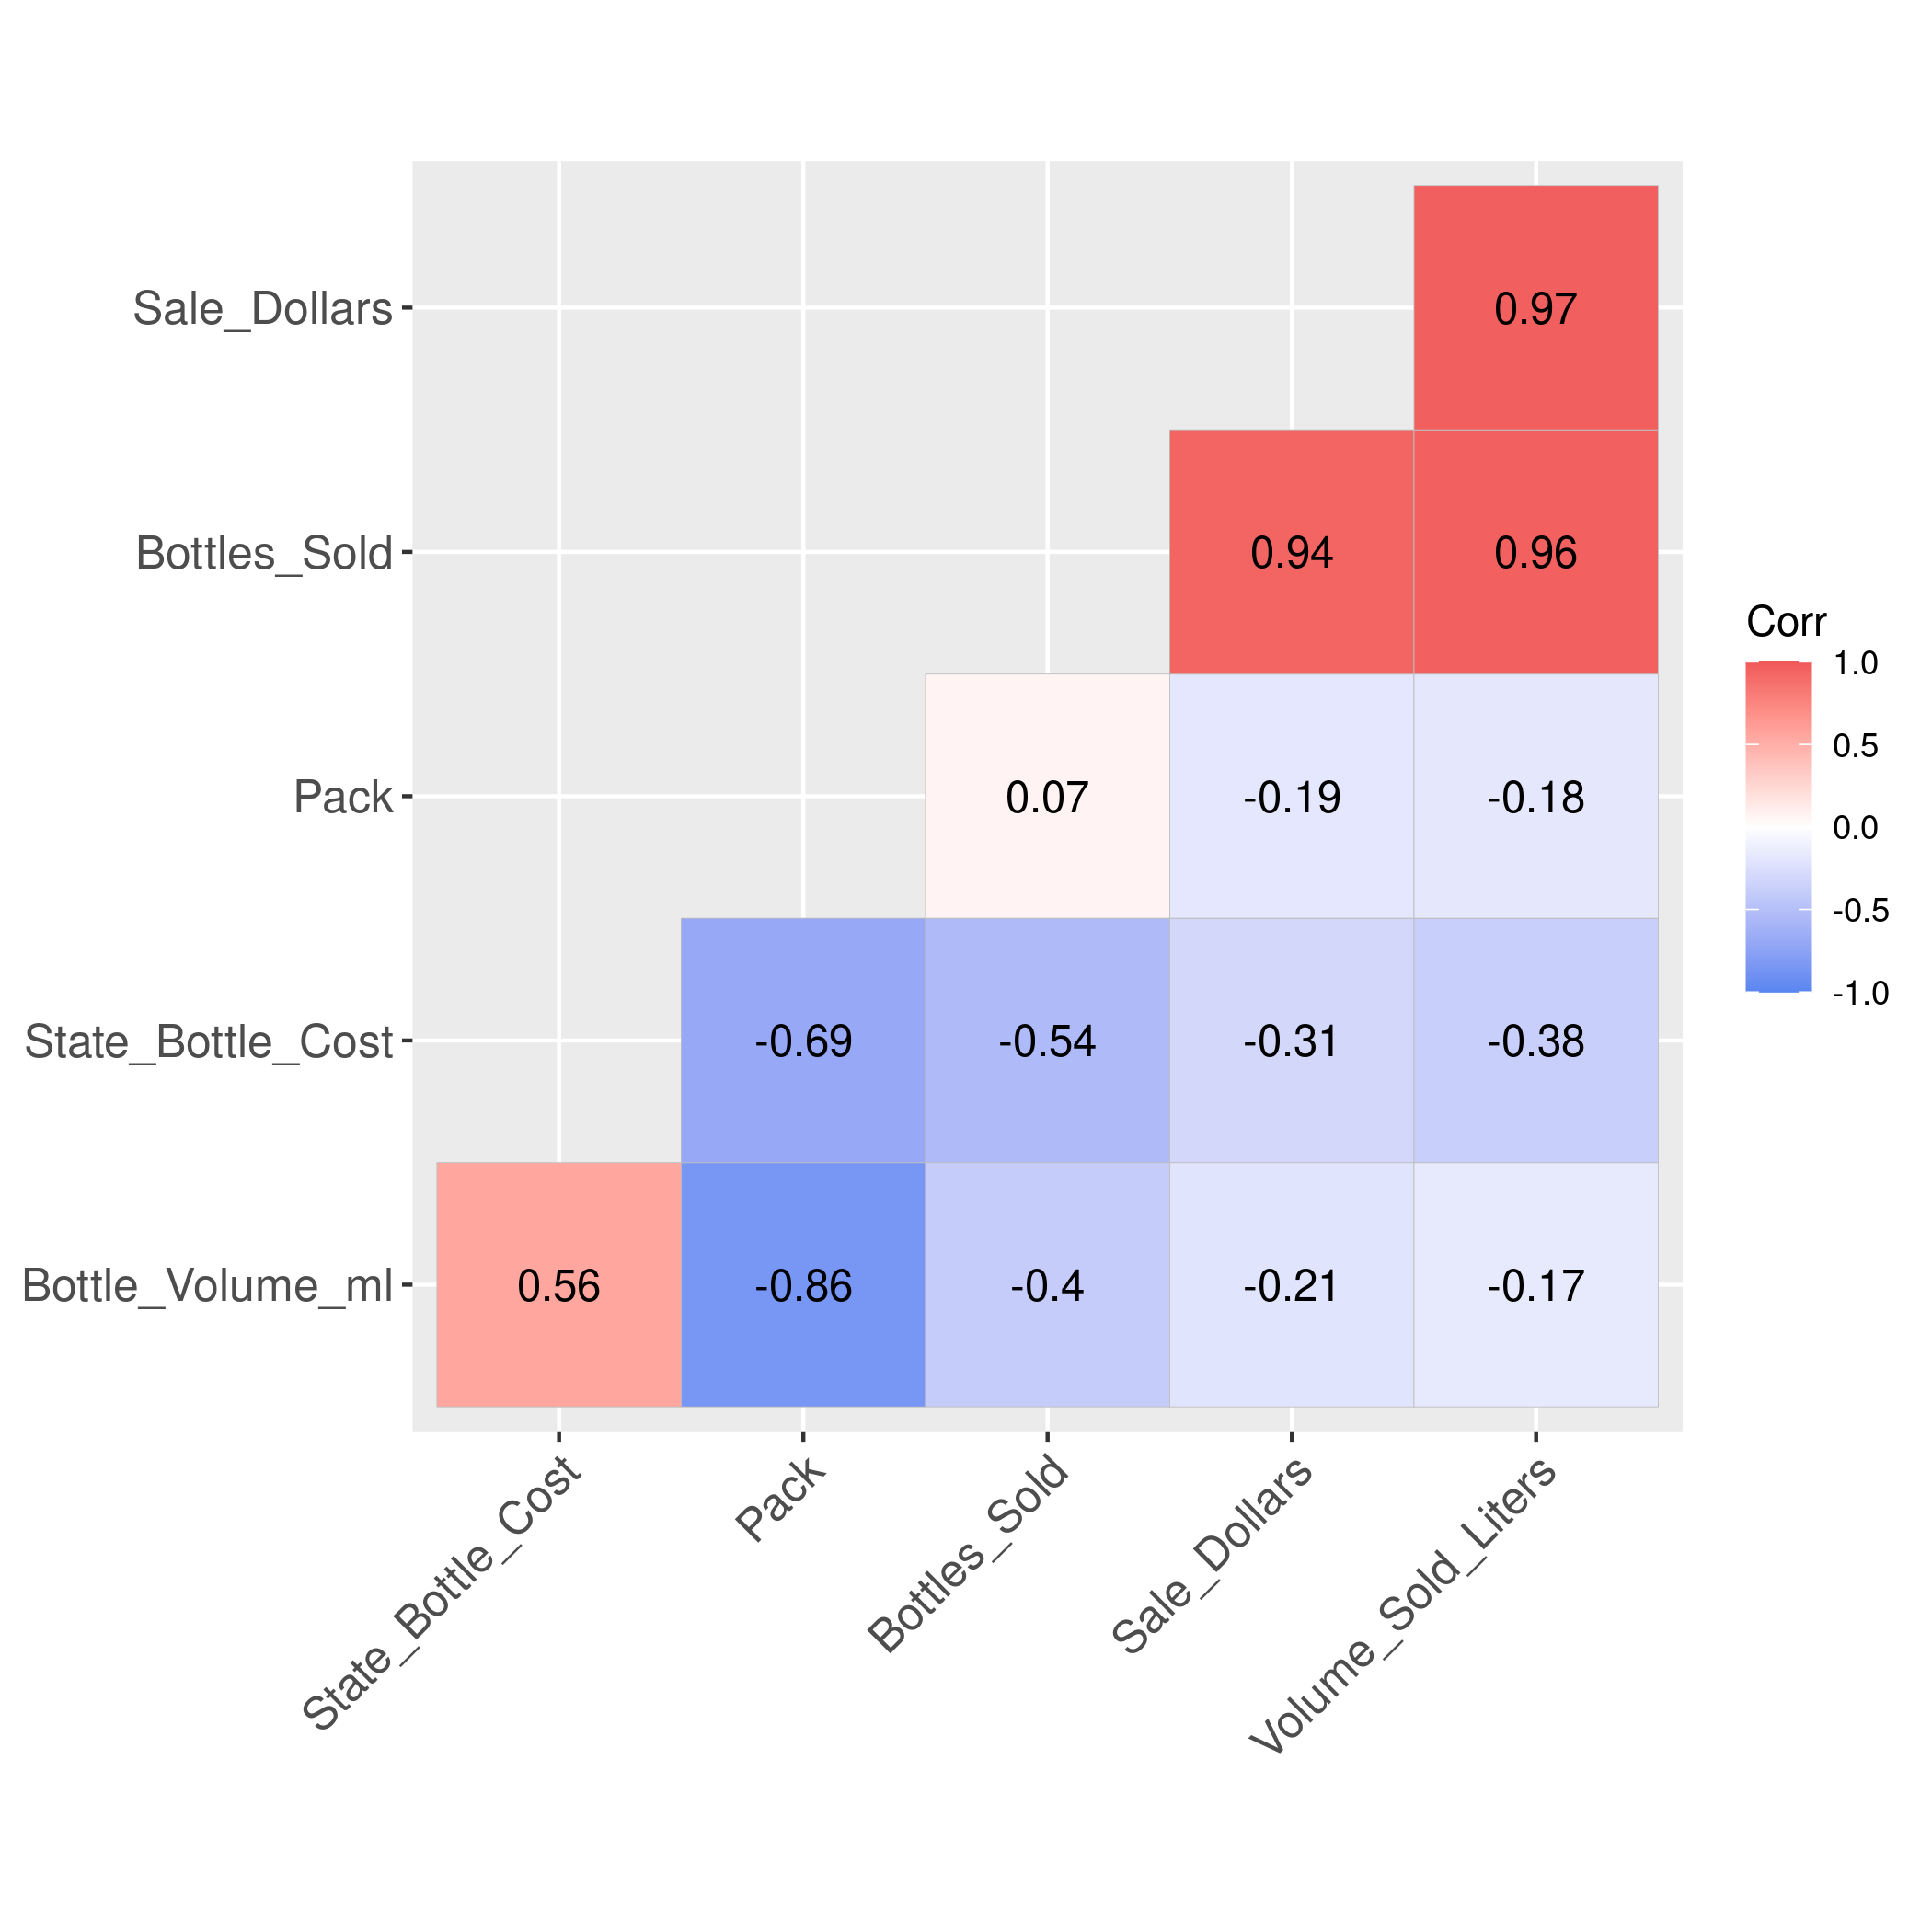 Sale_Dollars
0.97
Bottles_Sold
0.94
0.96
Pack
0.07
-0.19
-0.18
State_Bottle_Cost
-0.69
-0.54
-0.31
-0.38
Bottle_Volume_ml
0.56
-0.86
-0.4
-0.21
-0.17
State_Bottle_Cost
Pack
Bottles_Sold
Sale_Dollars
Volume_Sold_Liters
Corr
1.0
0.5
0.0
-0.5
-1.0